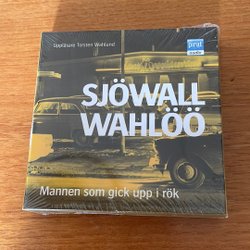 Uppläsare Torsten Wahlund
prat
SJÖWALL
WAHLÖÖ
Mannen som gick upp i rök